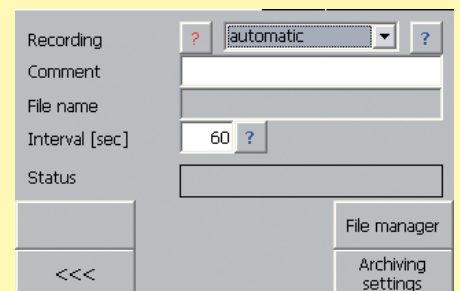 Recording ? automatic ?
Comment
File name
Interval [sec] 60 ?
Status
File manager
<<< Archiving
settings